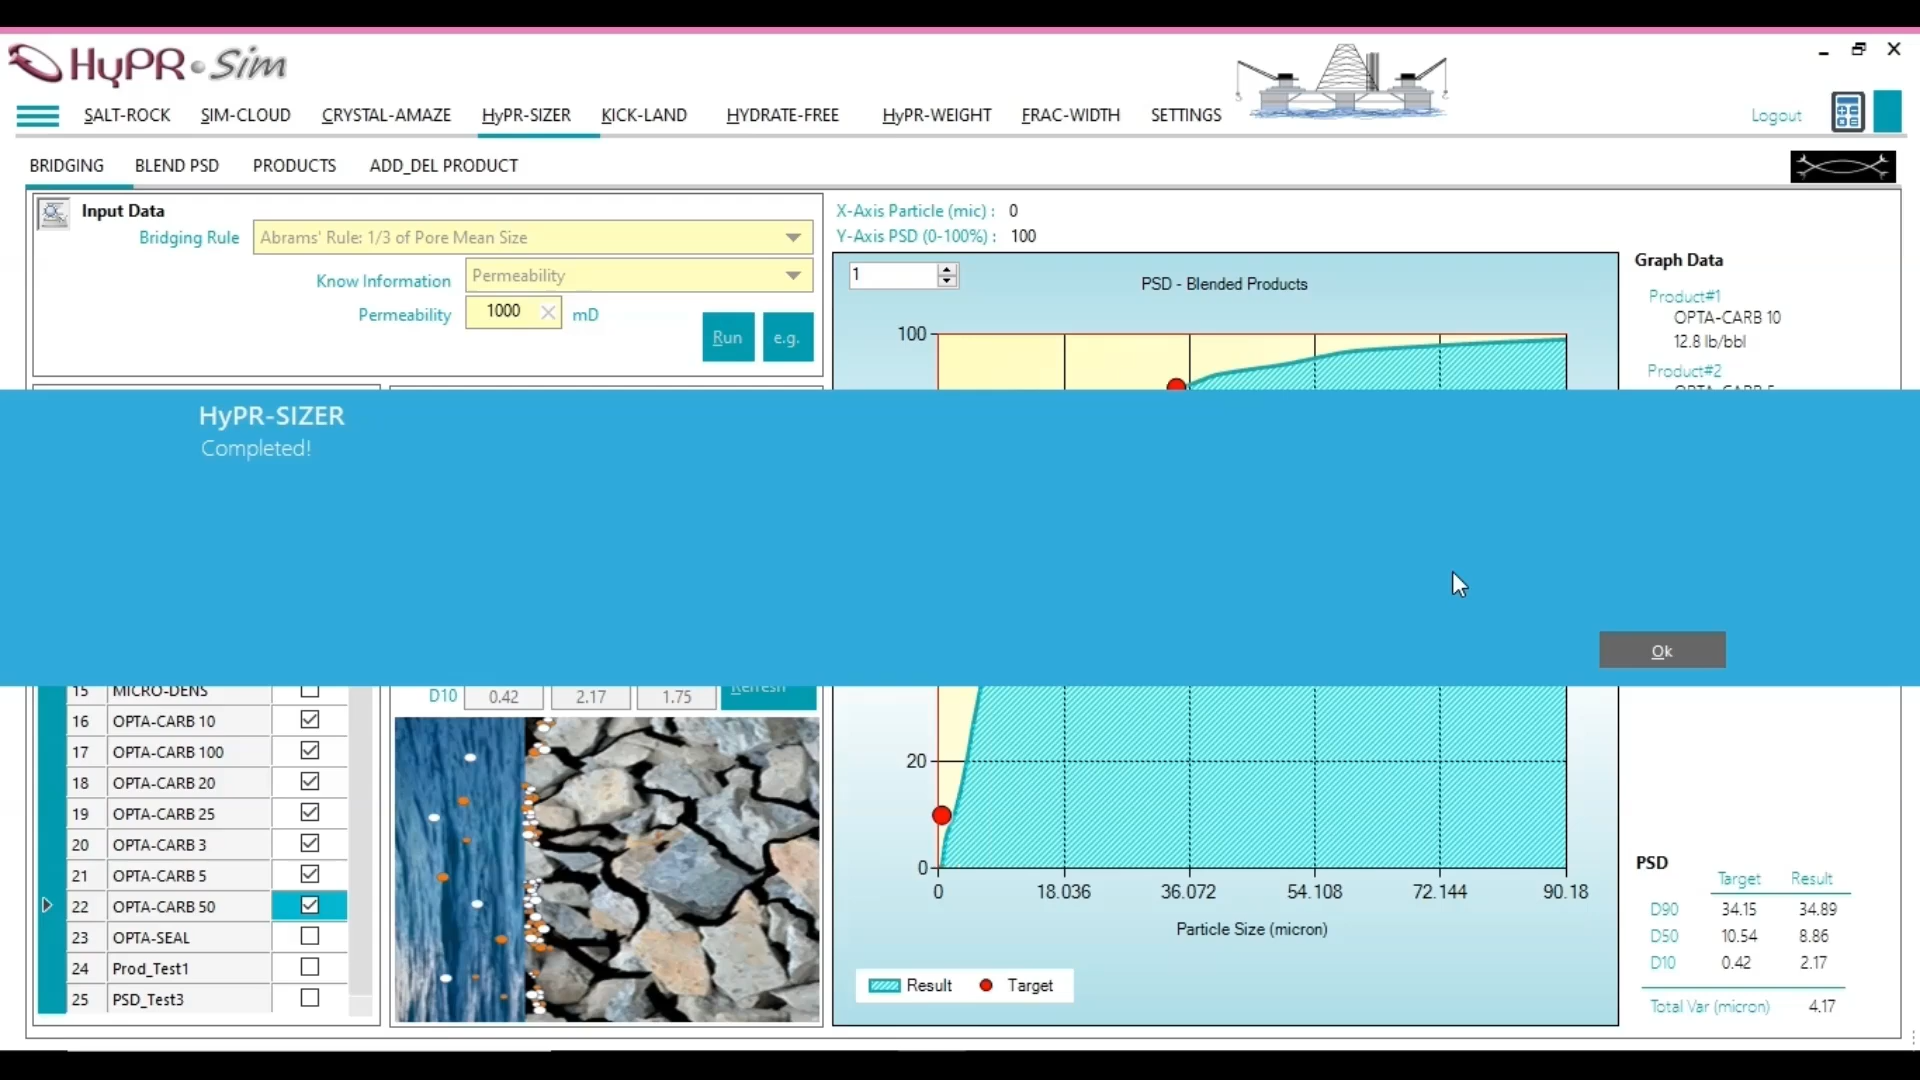 HyPR Sim
SALT-ROCK SIM-CLOUD CRYSTAL-AMAZE HyPR-SIZER KICK-LAND HYDRATE-FREE HyPR-WEIGHT FRAC-WIDTH SETTINGS Logout
BRIDGING BLEND PSD PRODUCTS ADD_DEL PRODUCT
Input Data
Bridging Rule Abrams' Rule: 1/3 of Pore Mean Size
Know Information Permeability
Permeability 1000 mD
Run e.g.
X-Axis Particle (mic) : 0
Y-Axis PSD (0-100%) : 100
1
PSD - Blended Products
100
Graph Data
Product#1
OPTA-CARB 10
12.8 lb/bbl
Product#2
OPTA-CARB 5
HyPR-SIZER
Completed!
Ok
15 MICRO-DENS
16 OPTA-CARB 10
17 OPTA-CARB 100
18 OPTA-CARB 20
19 OPTA-CARB 25
20 OPTA-CARB 3
21 OPTA-CARB 5
22 OPTA-CARB 50
23 OPTA-SEAL
24 Prod_Test1
25 PSD_Test3
D10 0.42 2.17 1.75 Refresh
20
0
0 18.036 36.072 54.108 72.144 90.18
Particle Size (micron)
Result Target
PSD
Target Result
D90 34.15 34.89
D50 10.54 8.86
D10 0.42 2.17
Total Var (micron) 4.17